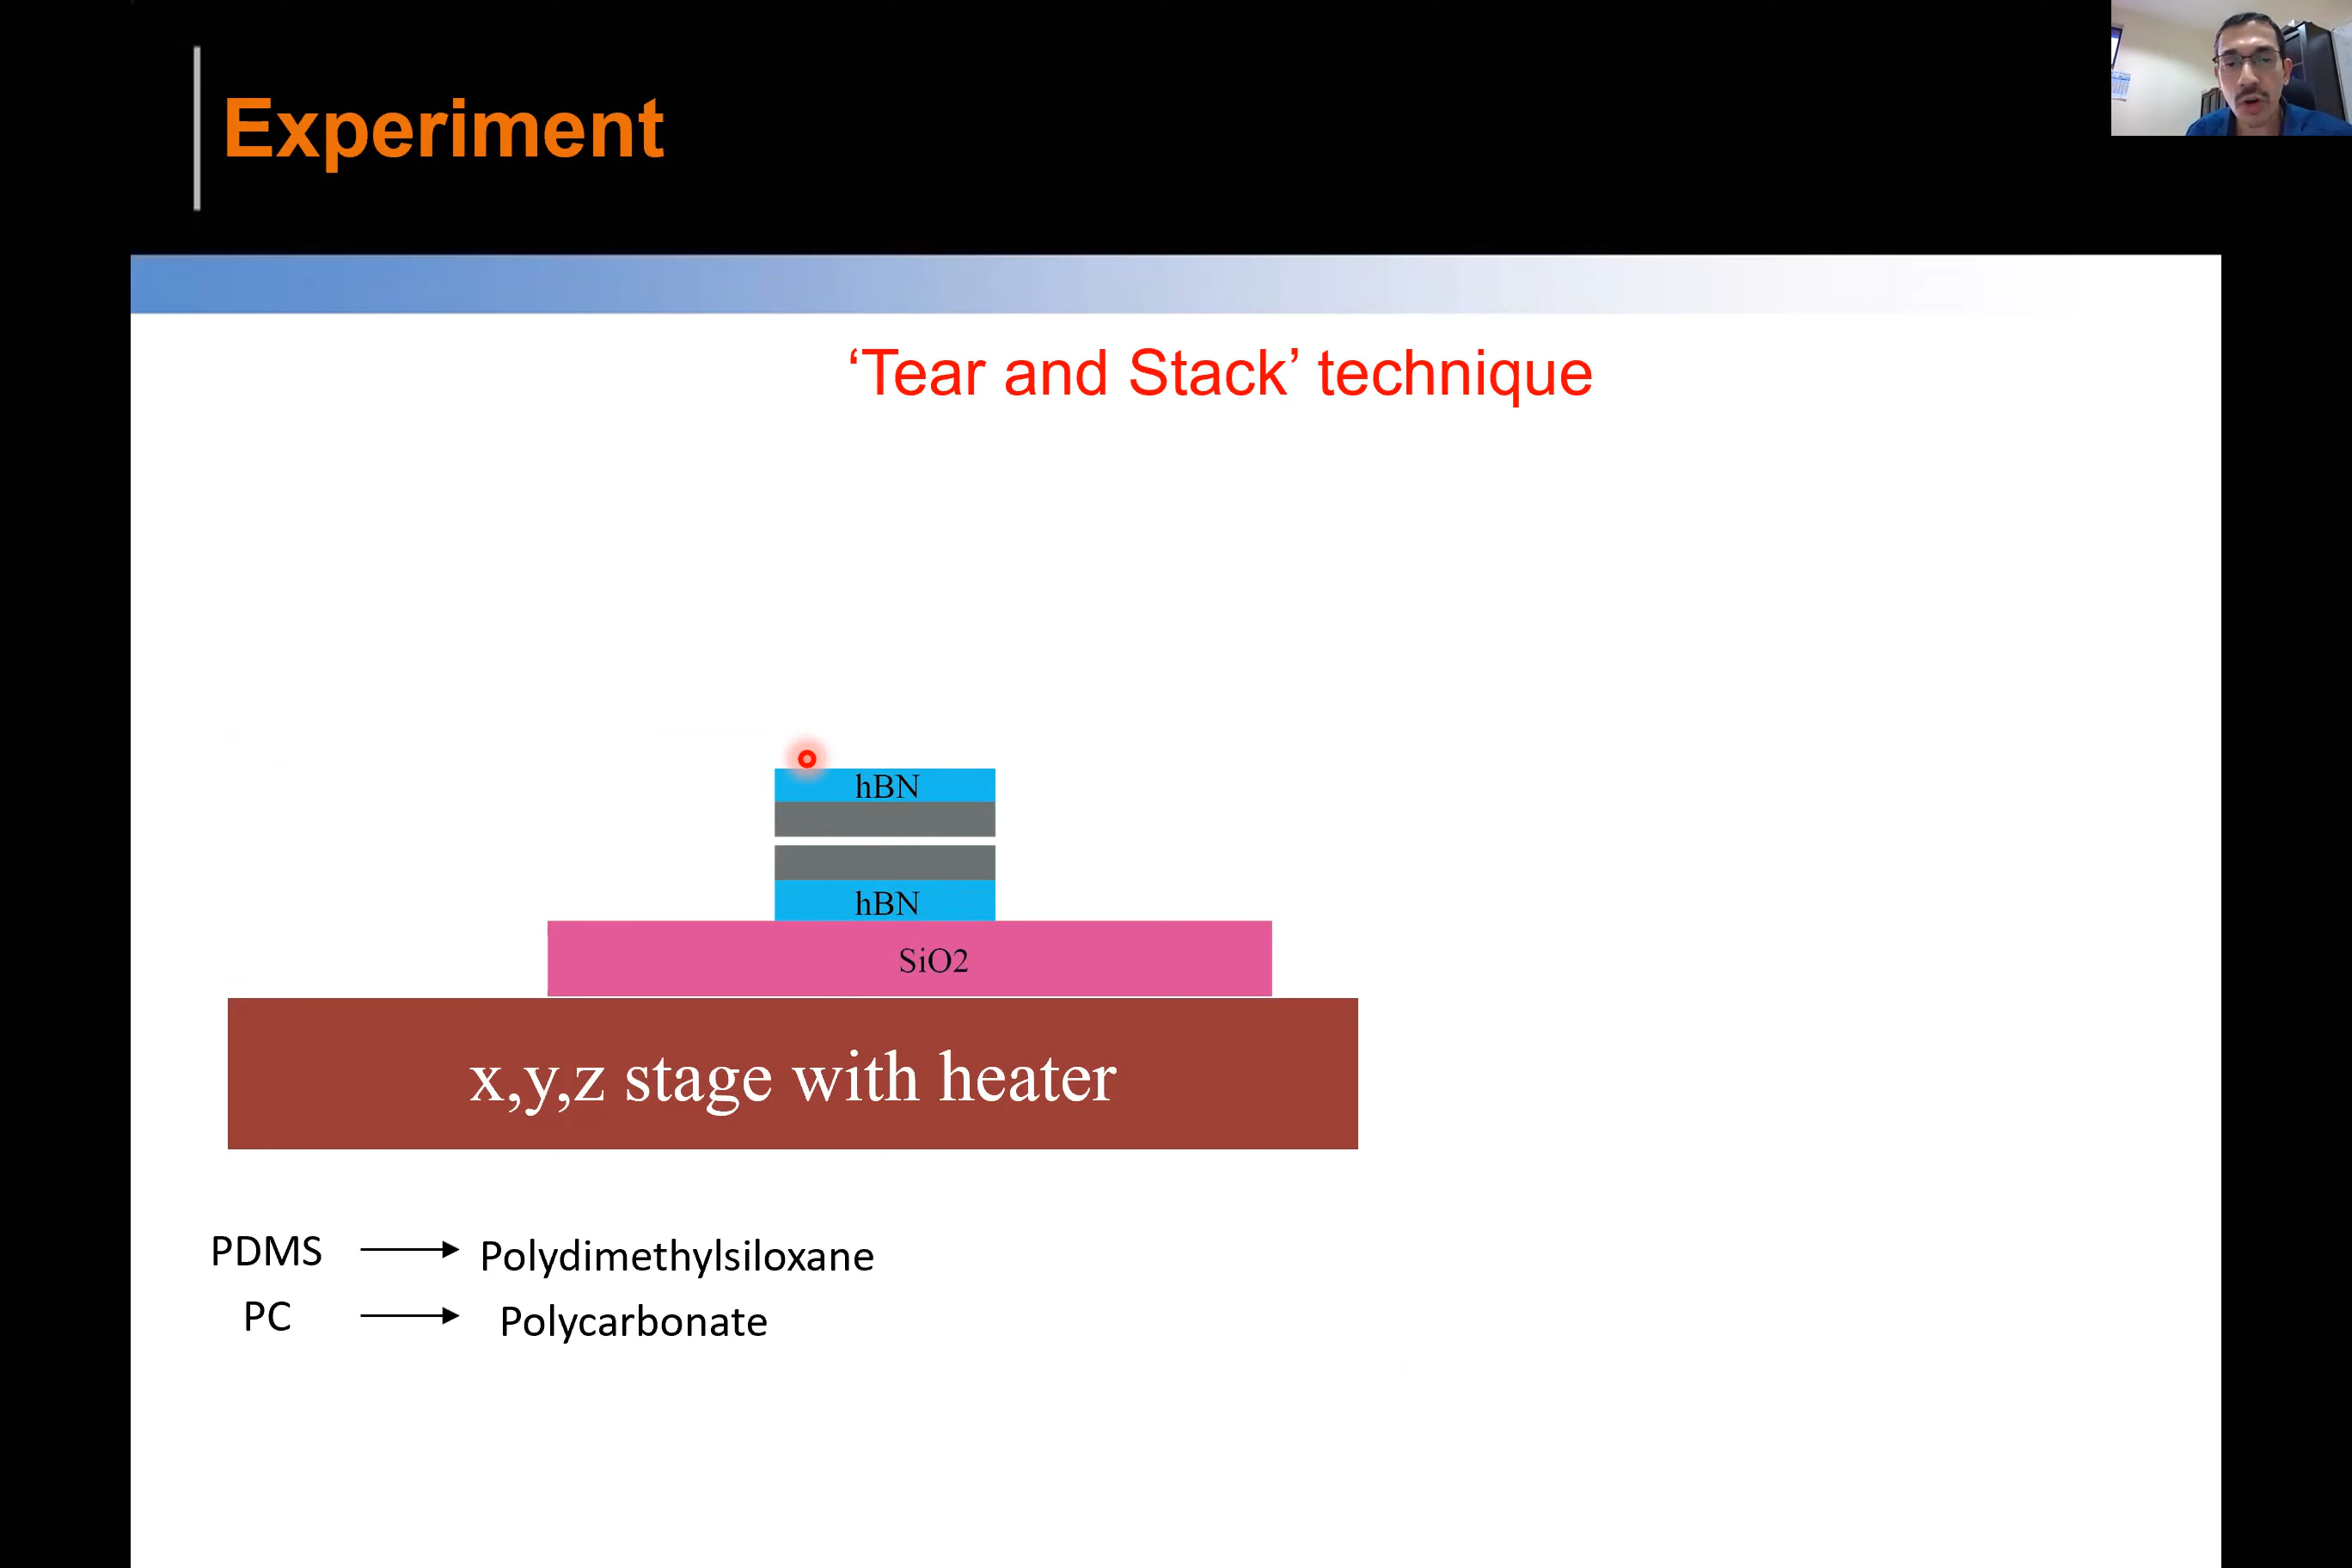 Experiment
‘Tear and Stack’ technique
hBN
hBN
SiO2
x,y,z stage with heater
PDMS Polydimethylsiloxane
PC Polycarbonate